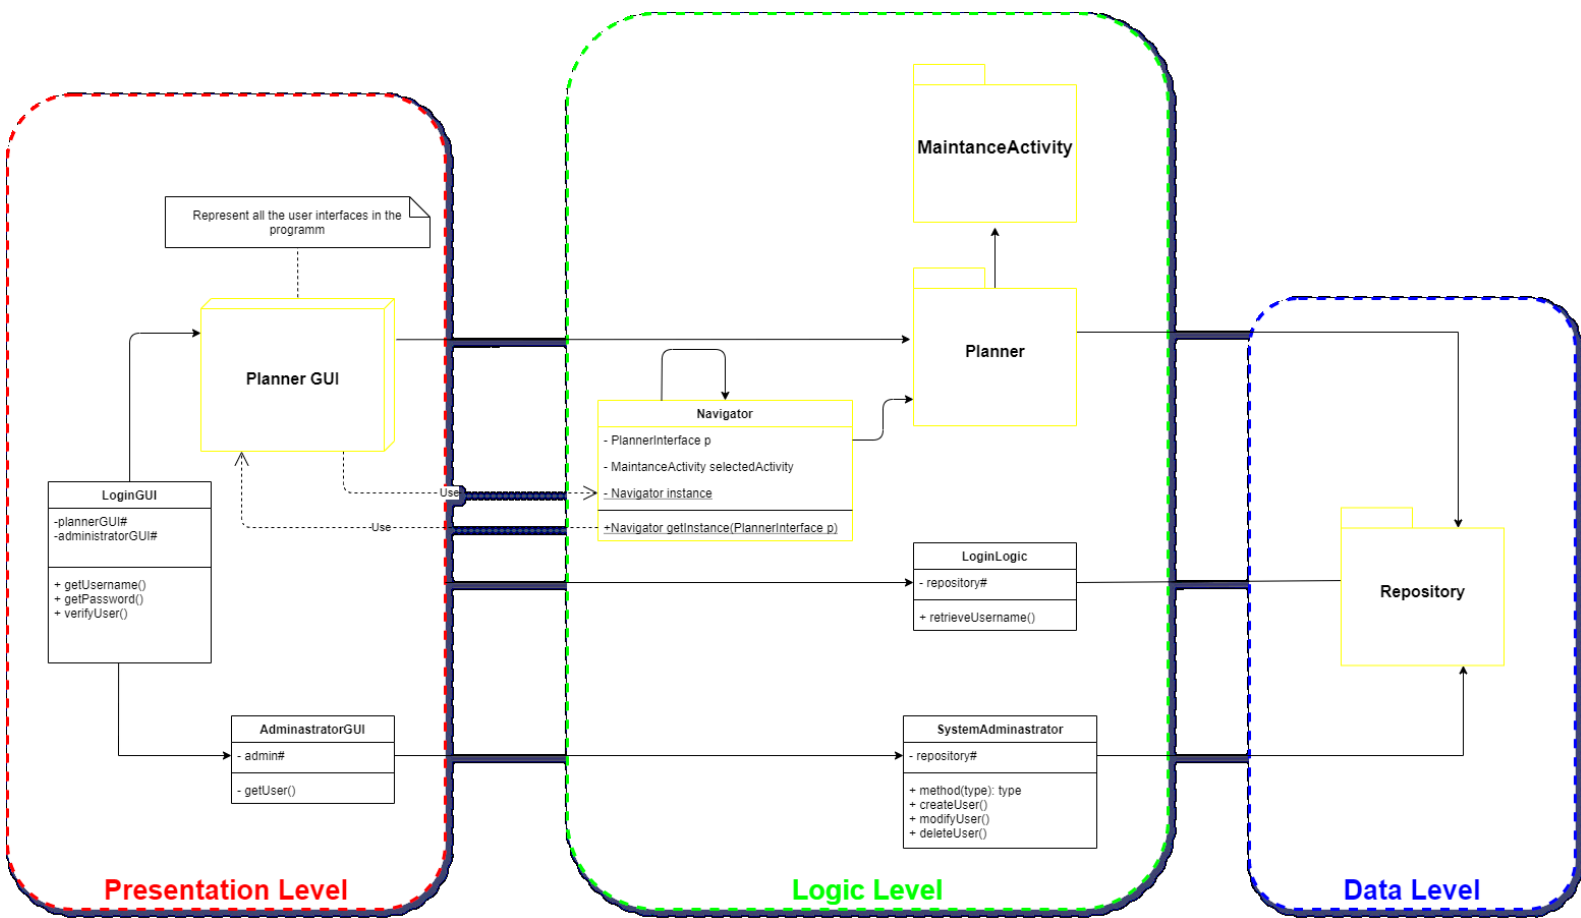 MaintanceActivity
Represent all the user interfaces in the
programm
Planner GUI
Planner
Navigator
- PlannerInterface p
- MaintanceActivity selectedActivity
- Navigator instance
+Navigator getInstance(PlannerInterface p)
Use
Use
LoginGUI
-plannerGUI#
-administratorGUI#
+ getUsername()
+ getPassword()
+ verifyUser()
LoginLogic
- repository#
+ retrieveUsername()
Repository
AdminastratorGUI
- admin#
- getUser()
SystemAdminastrator
- repository#
+ method(type): type
+ createUser()
+ modifyUser()
+ deleteUser()
Presentation Level
Logic Level
Data Level